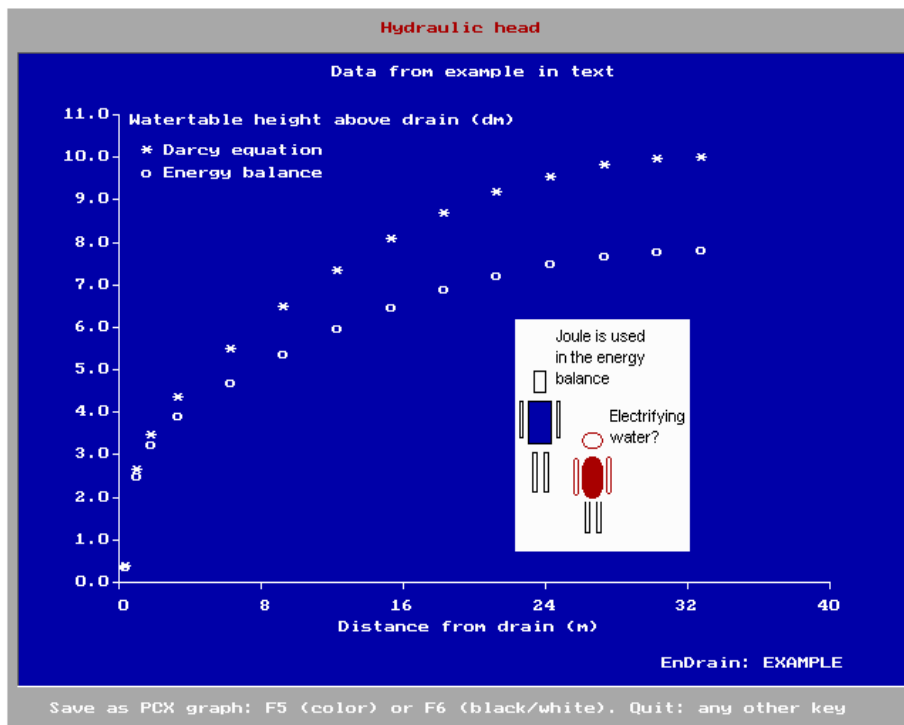 Hydraulic head
Data from example in text
11.0
Watertable height above drain (dm)
* Darcy equation
o Energy balance
10.0
9.0
8.0
7.0
6.0
5.0
4.0
3.0
2.0
1.0
0.0
Joule is used
in the energy
balance
Electrifying
water?
0 8 16 24 32 40
Distance from drain (m)
EnDrain: EXAMPLE
Save as PCX graph: F5 (color) or F6 (black/white). Quit: any other key